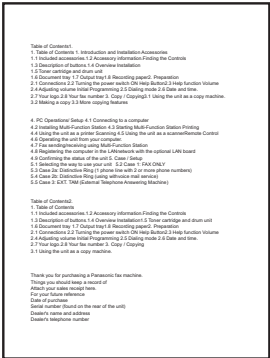 Table of Contents1.
1. Table of Contents 1. Introduction and Installation Accessories
1.1 Included accessories.1.2 Accessory information.Finding the Controls
1.3 Description of buttons.1.4 Overview Installation
1.5 Toner cartridge and drum unit
1.6 Document tray 1.7 Output tray1.8 Recording paper2. Preparation
2.1 Connections 2.2 Turning the power switch ON Help Button2.3 Help function Volume
2.4 Adjusting volume Initial Programming 2.5 Dialing mode 2.6 Date and time.
2.7 Your logo.2.8 Your fax number 3. Copy / Copying3.1 Using the unit as a copy machine.
3.2 Making a copy 3.3 More copying features
4. PC Operations/ Setup 4.1 Connecting to a computer
4.2 Installing Multi-Function Station 4.3 Starting Multi-Function Station Printing
4.4 Using the unit as a printer Scanning 4.5 Using the unit as a scanner/Remote Control
4.6 Operating the unit from your computer.
4.7 Fax sending/receiving using Multi-Function Station
4.8 Registering the computer in the LANetwork with the optional LAN board
4.9 Confirming the status of the unit 5. Case / Setup
5.1 Selecting the way to use your unit  5.2 Case 1: FAX ONLY
5.3 Case 2a: Distinctive Ring (1 phone line with 2 or more phone numbers)
5.4 Case 2b: Distinctive Ring (using withvoice mail service)
5.5 Case 3: EXT. TAM (External Telephone Answering Machine)
Table of Contents2.
1. Table of Contents
1.1 Included accessories.1.2 Accessory information.Finding the Controls
1.3 Description of buttons.1.4 Overview Installation1.5 Toner cartridge and drum unit
1.6 Document tray 1.7 Output tray1.8 Recording paper2. Preparation
2.1 Connections 2.2 Turning the power switch ON Help Button2.3 Help function Volume
2.4 Adjusting volume Initial Programming 2.5 Dialing mode 2.6 Date and time.
2.7 Your logo 2.8 Your fax number 3. Copy / Copying
3.1 Using the unit as a copy machine.
Thank you for purchasing a Panasonic fax machine.
Things you should keep a record of
Attach your sales receipt here.
For your future reference
Date of purchase
Serial number (found on the rear of the unit)
Dealer's name and address
Dealer's telephone number